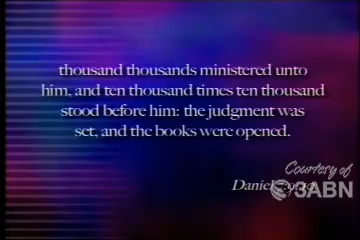 thousand thousands ministered unto
him, and ten thousand times ten thousand
stood before him: the judgment was
set, and the books were opened.
Courtesy of
Daniel
3ABN